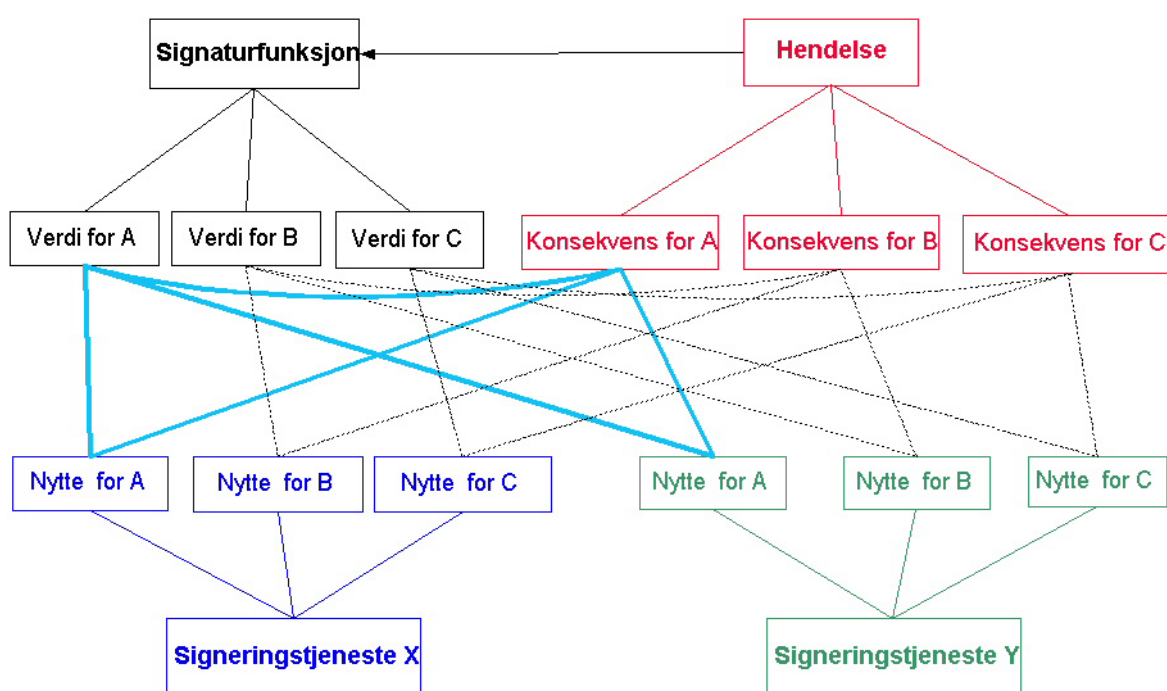 Signaturfunksjon
Hendelse
Verdi for A
Verdi for B
Verdi for C
Konsekvens for A
Konsekvens for B
Konsekvens for C
Nytte for A
Nytte for B
Nytte for C
Nytte for A
Nytte for B
Nytte for C
Signeringstjeneste X
Signeringstjeneste Y